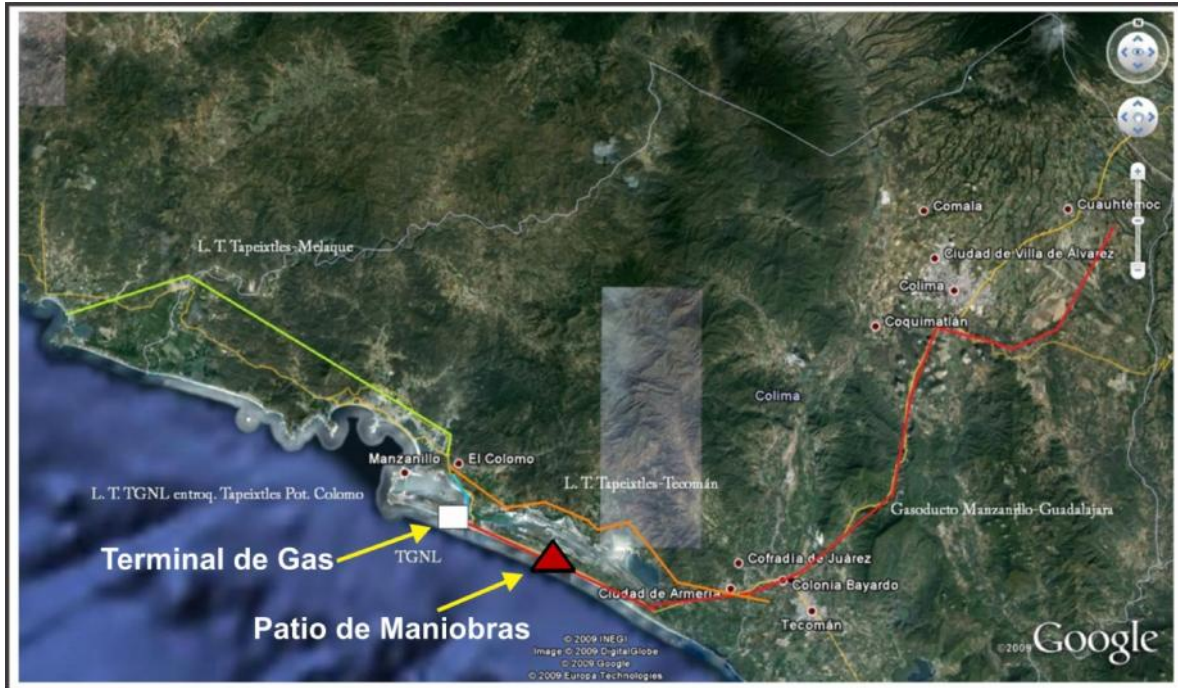 N
L. T. Tapeixtles-Melaque
Comala
Cuauhtémoc
Ciudad de Villa de Álvarez
Colima
Coquimatlán
Colima
Manzanillo
El Colomo
L. T. TGNL entroq. Tapeixtles Pot. Colomo
L. T. Tapeixtles-Tecomán
Gasoducto Manzanillo-Guadalajara
Terminal de Gas
TGNL
Cofradía de Juárez
Colonia Bayardo
Ciudad de Armería
Tecomán
Patio de Maniobras
© 2009 INEGI
Image © 2009 DigitalGlobe
© 2009 Google
© 2009 Europa Technologies
©2009 Google